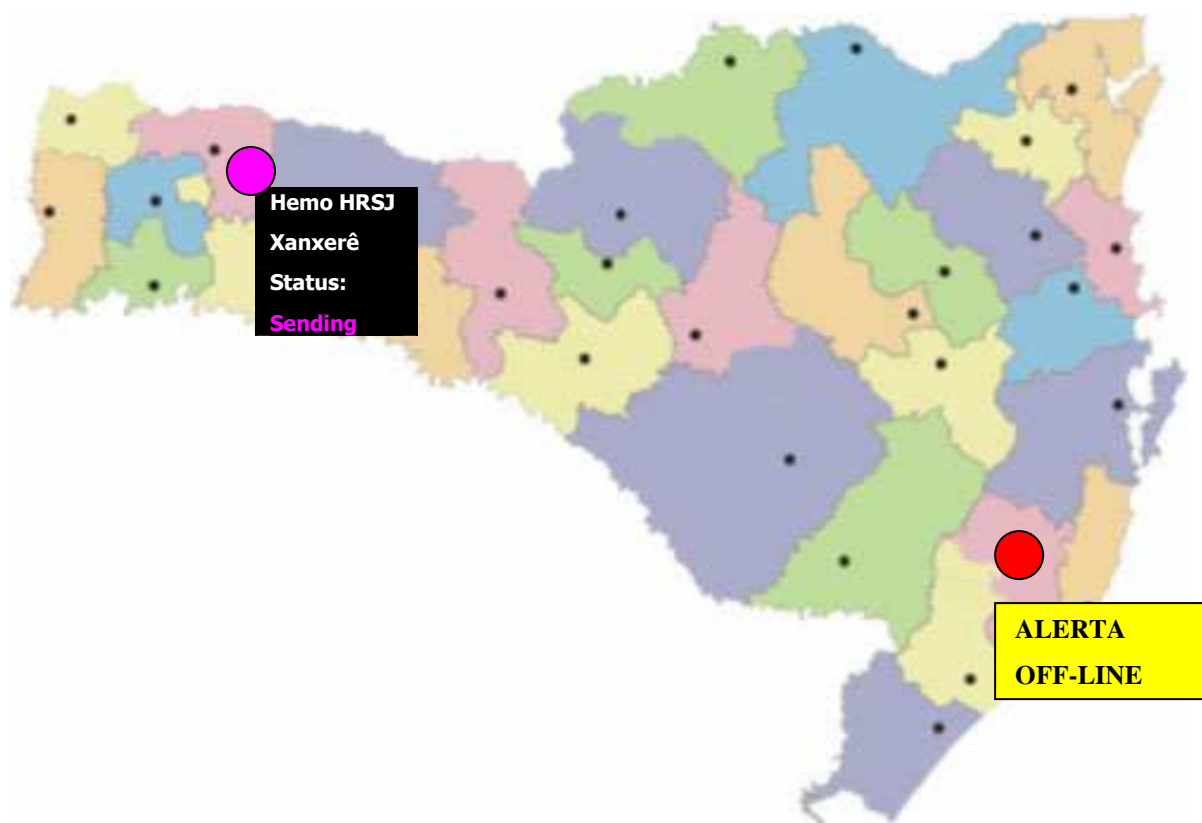 Hemo HRSJ
Xanxerê
Status:
Sending
ALERTA
OFF-LINE